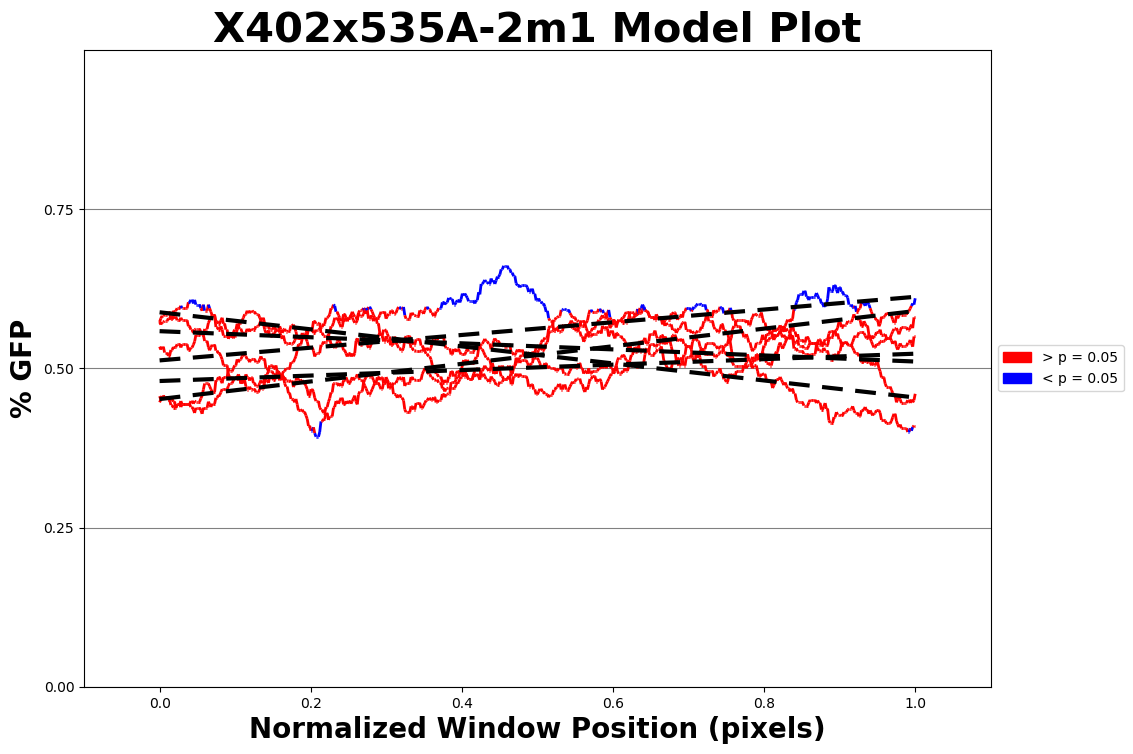 X402x535A-2m1 Model Plot
% GFP
0.75
0.50
0.25
0.00
0.0 0.2 0.4 0.6 0.8 1.0
Normalized Window Position (pixels)
> p = 0.05
< p = 0.05